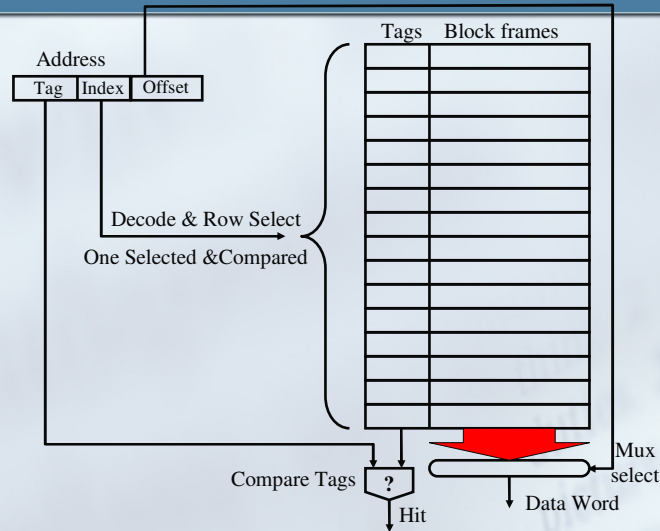 Tags Block frames
Address
Tag Index Offset
Decode & Row Select
One Selected &Compared
Mux
select
Compare Tags
?
Data Word
Hit